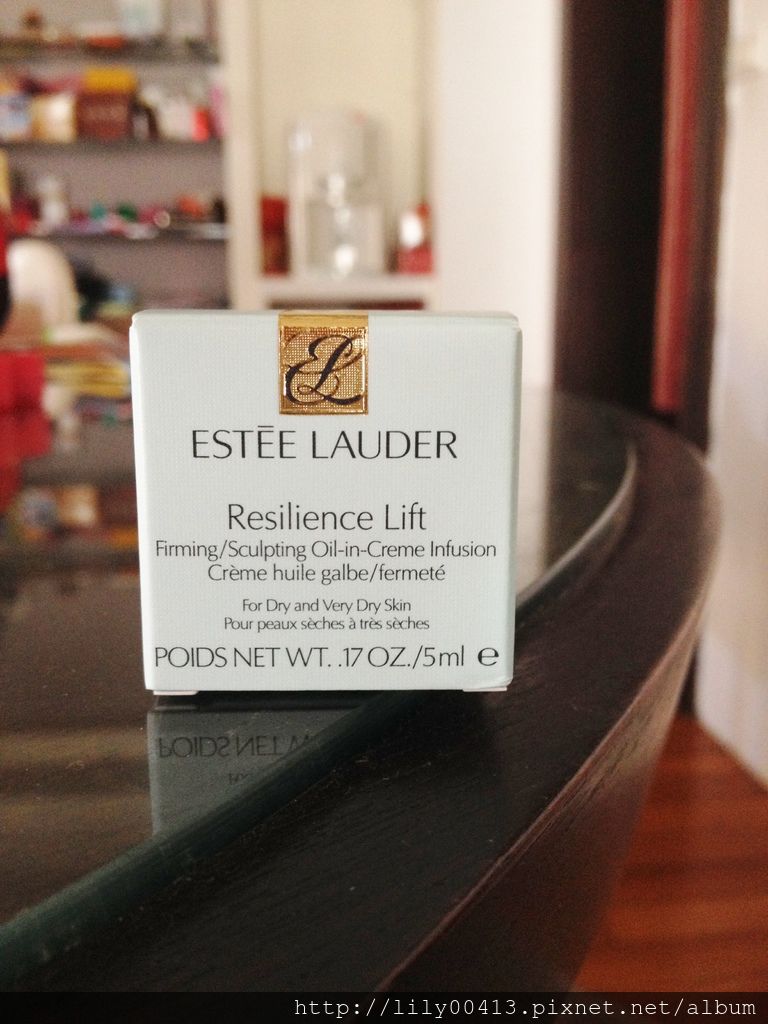 EL
ESTĒE LAUDER
Resilience Lift
Firming/Sculpting Oil-in-Creme Infusion
Crème huile galbe/fermeté
For Dry and Very Dry Skin
Pour peaux sèches à très sèches
POIDS NET WT. .17 OZ./5ml e
http://lily00413.pixnet.net/album